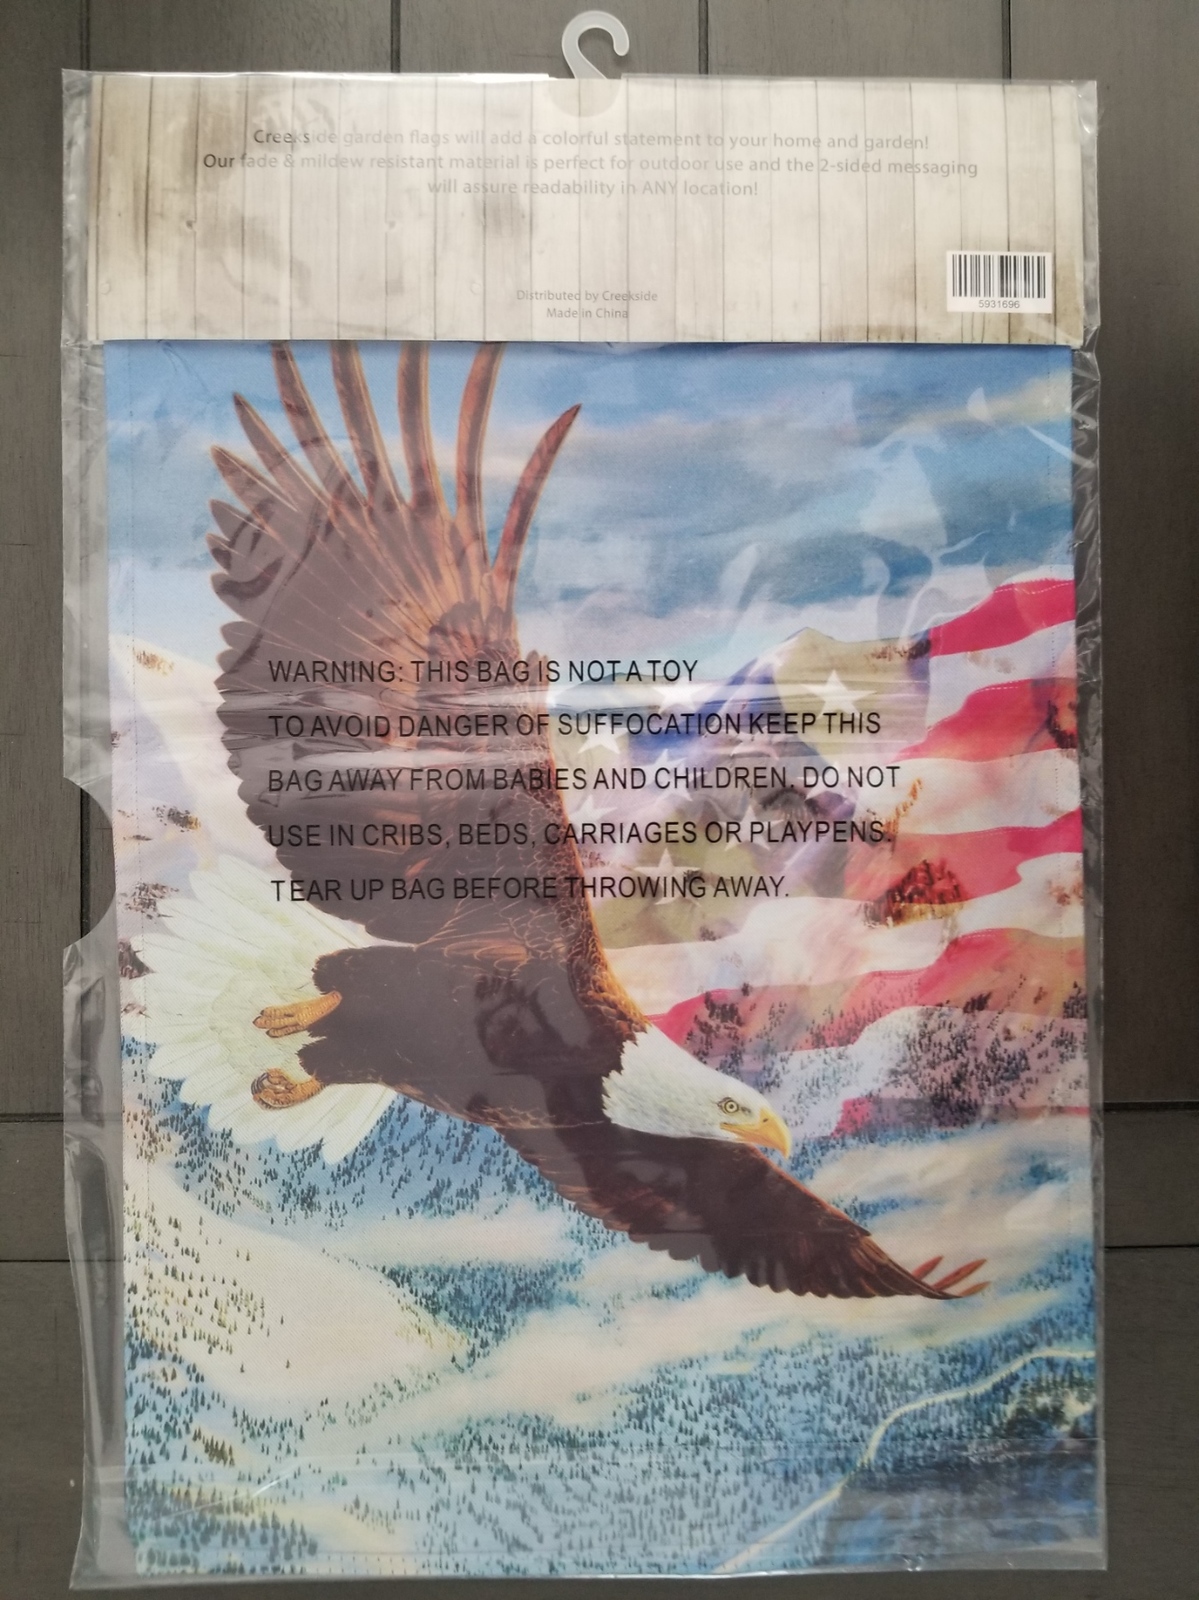 Creekside garden flags will add a colorful statement to your home and garden!
Our fade & mildew resistant material is perfect for outdoor use and the 2-sided messaging
will assure readability in ANY location!
5931696
Distributed by Creekside
Made in China
WARNING: THIS BAG IS NOT A TOY
TO AVOID DANGER OF SUFFOCATION KEEP THIS
BAG AWAY FROM BABIES AND CHILDREN. DO NOT
USE IN CRIBS, BEDS, CARRIAGES OR PLAYPENS.
TEAR UP BAG BEFORE THROWING AWAY.